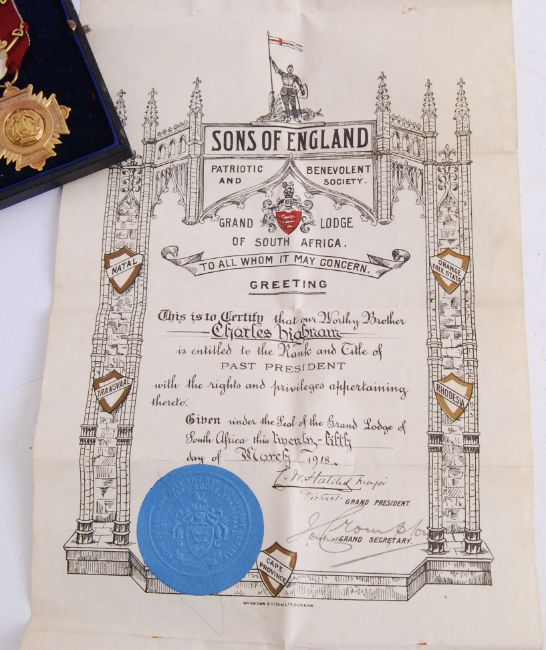 SONS OF ENGLAND
PATRIOTIC BENEVOLENT
AND SOCIETY.
GRAND LODGE
OF SOUTH AFRICA.
TO ALL WHOM IT MAY CONCERN.
GREETING
NATAL
ORANGE FREE STATE
This is to Certify that our Worthy Brother
Charles Higham
is entitled to the Rank and Title of
PAST PRESIDENT
with the rights and privileges appertaining
thereto.
TRANSVAAL
RHODESIA
Given under the Seal of the Grand Lodge of
South Africa this twenty-fifth
day of March 1918.
Major
District GRAND PRESIDENT.
District GRAND SECRETARY.
CAPE PROVINCE